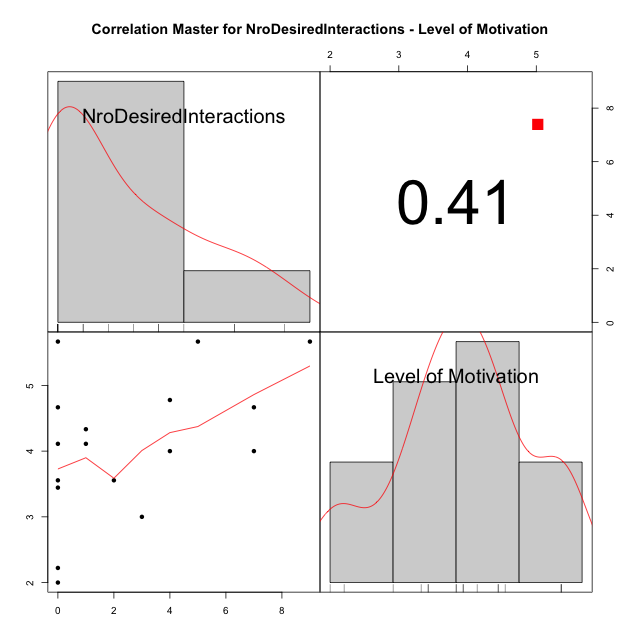 Correlation Master for NroDesiredInteractions - Level of Motivation
2 3 4 5
NroDesiredInteractions
0.41
8
6
4
2
0
Level of Motivation
5
4
3
2
0 2 4 6 8